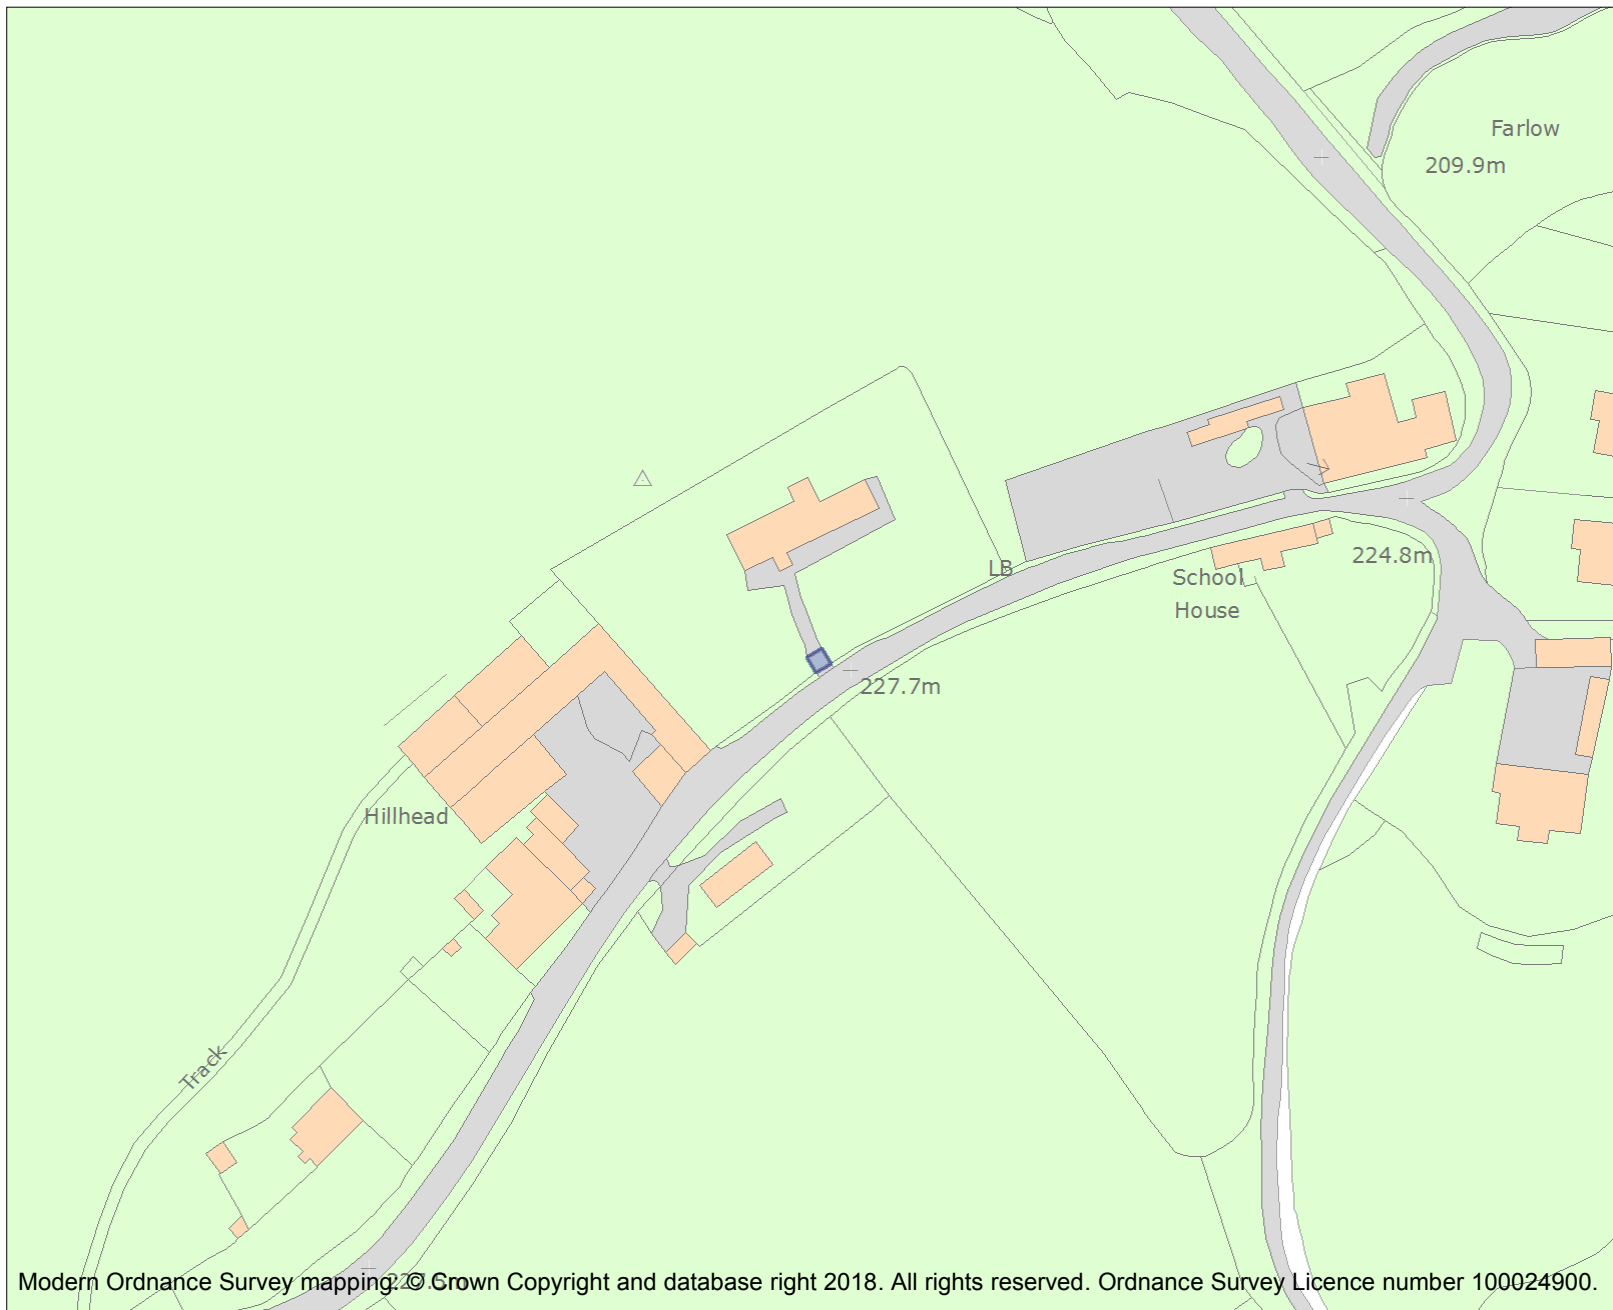 Farlow
209.9m
LB
224.8m
School
House
227.7m
Hillhead
Track
Modern Ordnance Survey mapping: © Crown Copyright and database right 2018. All rights reserved. Ordnance Survey Licence number 100024900.